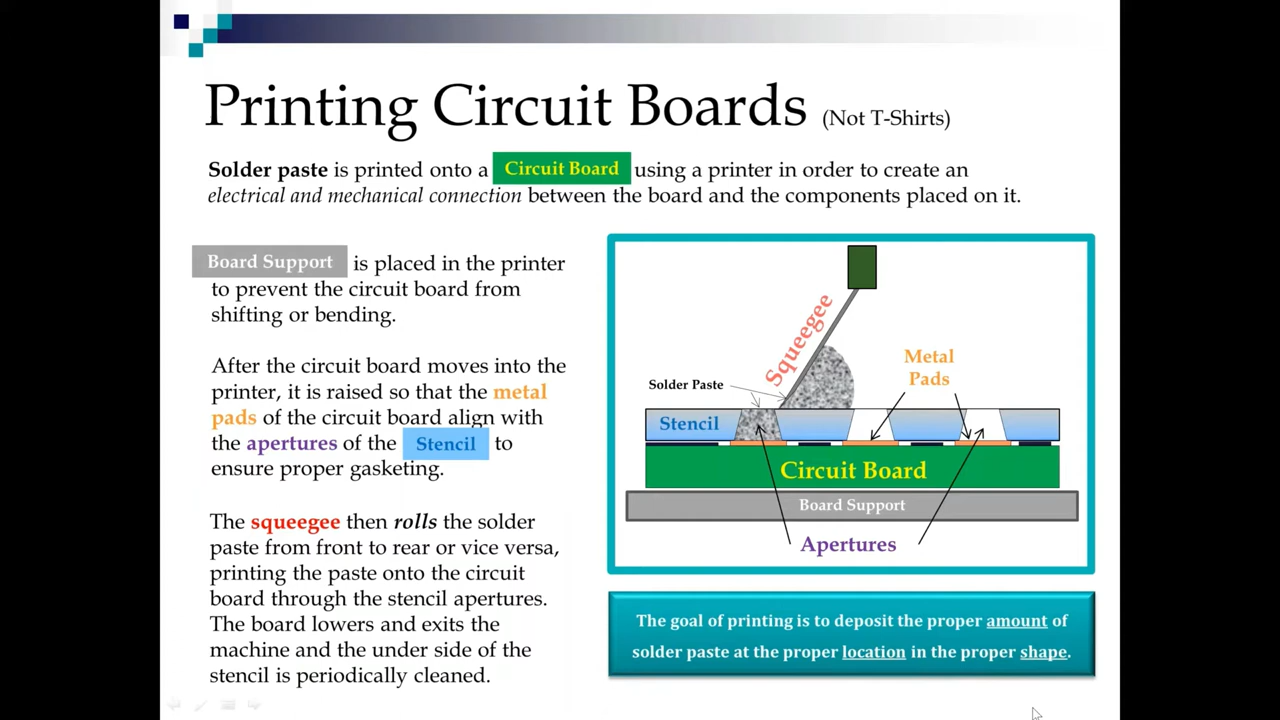 Printing Circuit Boards (Not T-Shirts)
Solder paste is printed onto a Circuit Board using a printer in order to create an
electrical and mechanical connection between the board and the components placed on it.
Board Support is placed in the printer
to prevent the circuit board from
shifting or bending.
After the circuit board moves into the
printer, it is raised so that the metal
pads of the circuit board align with
the apertures of the Stencil to
ensure proper gasketing.
The squeegee then rolls the solder
paste from front to rear or vice versa,
printing the paste onto the circuit
board through the stencil apertures.
The board lowers and exits the
machine and the under side of the
stencil is periodically cleaned.
Squeegee
Metal
Pads
Solder Paste
Stencil
Circuit Board
Board Support
Apertures
The goal of printing is to deposit the proper amount of
solder paste at the proper location in the proper shape.